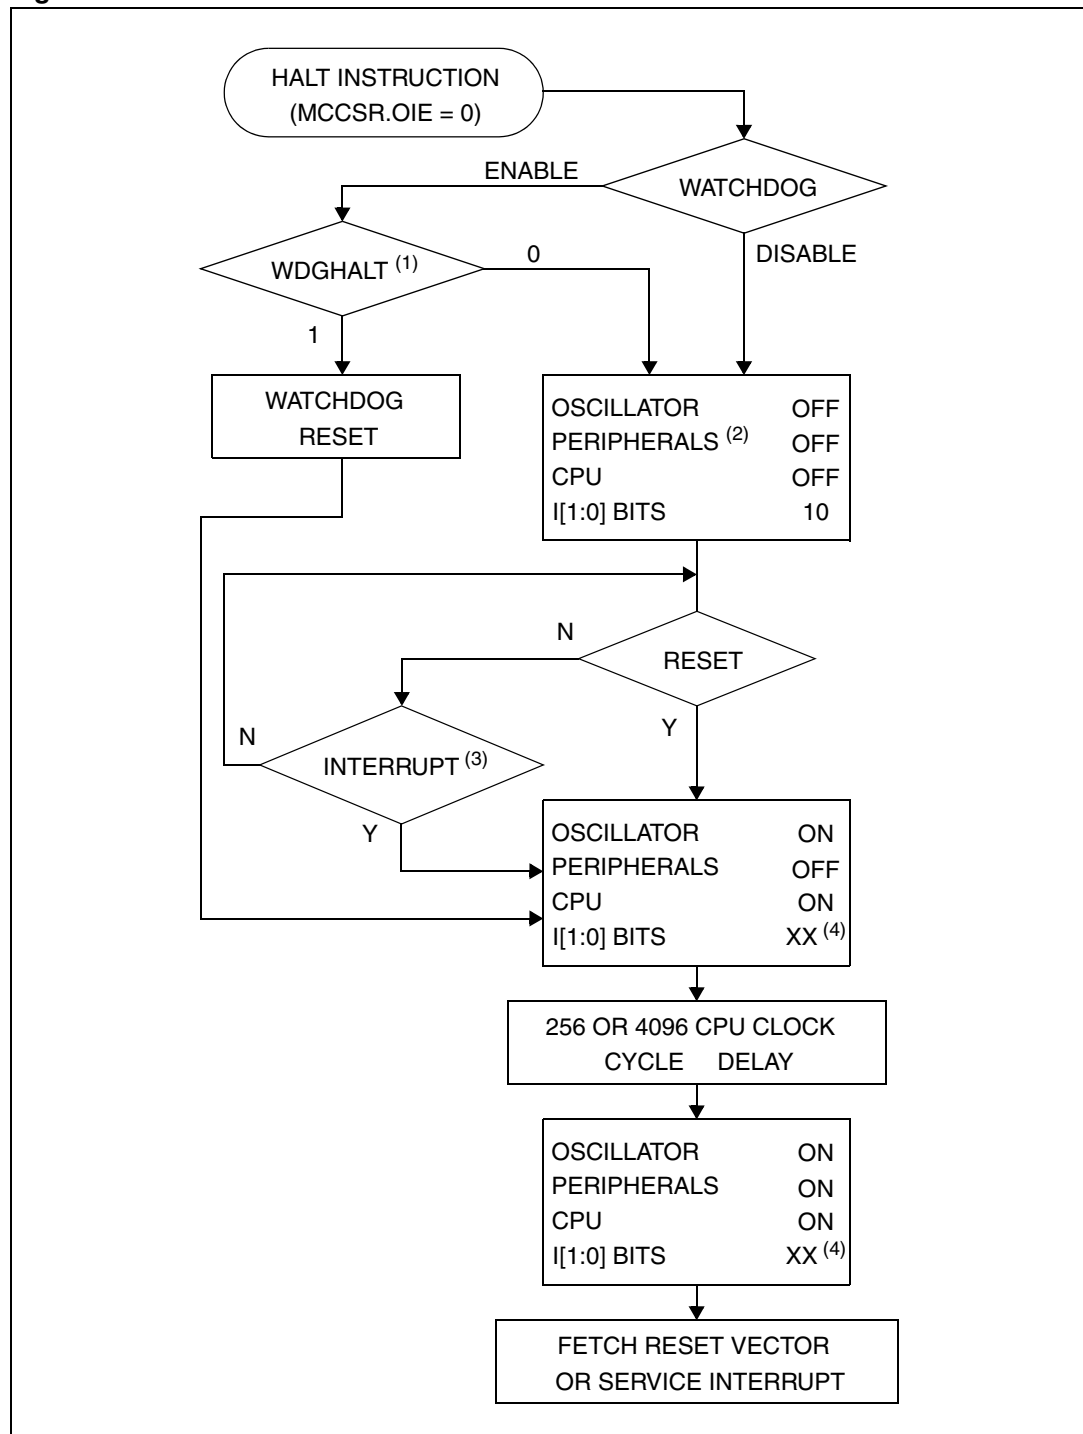 HALT INSTRUCTION
(MCCSR.OIE = 0)
ENABLE
WATCHDOG
WDGHALT (1)
0
DISABLE
1
WATCHDOG
RESET
OSCILLATOR OFF
PERIPHERALS (2) OFF
CPU OFF
I[1:0] BITS 10
N
RESET
Y
N
INTERRUPT (3)
Y
OSCILLATOR ON
PERIPHERALS OFF
CPU ON
I[1:0] BITS XX (4)
256 OR 4096 CPU CLOCK
CYCLE DELAY
OSCILLATOR ON
PERIPHERALS ON
CPU ON
I[1:0] BITS XX (4)
FETCH RESET VECTOR
OR SERVICE INTERRUPT